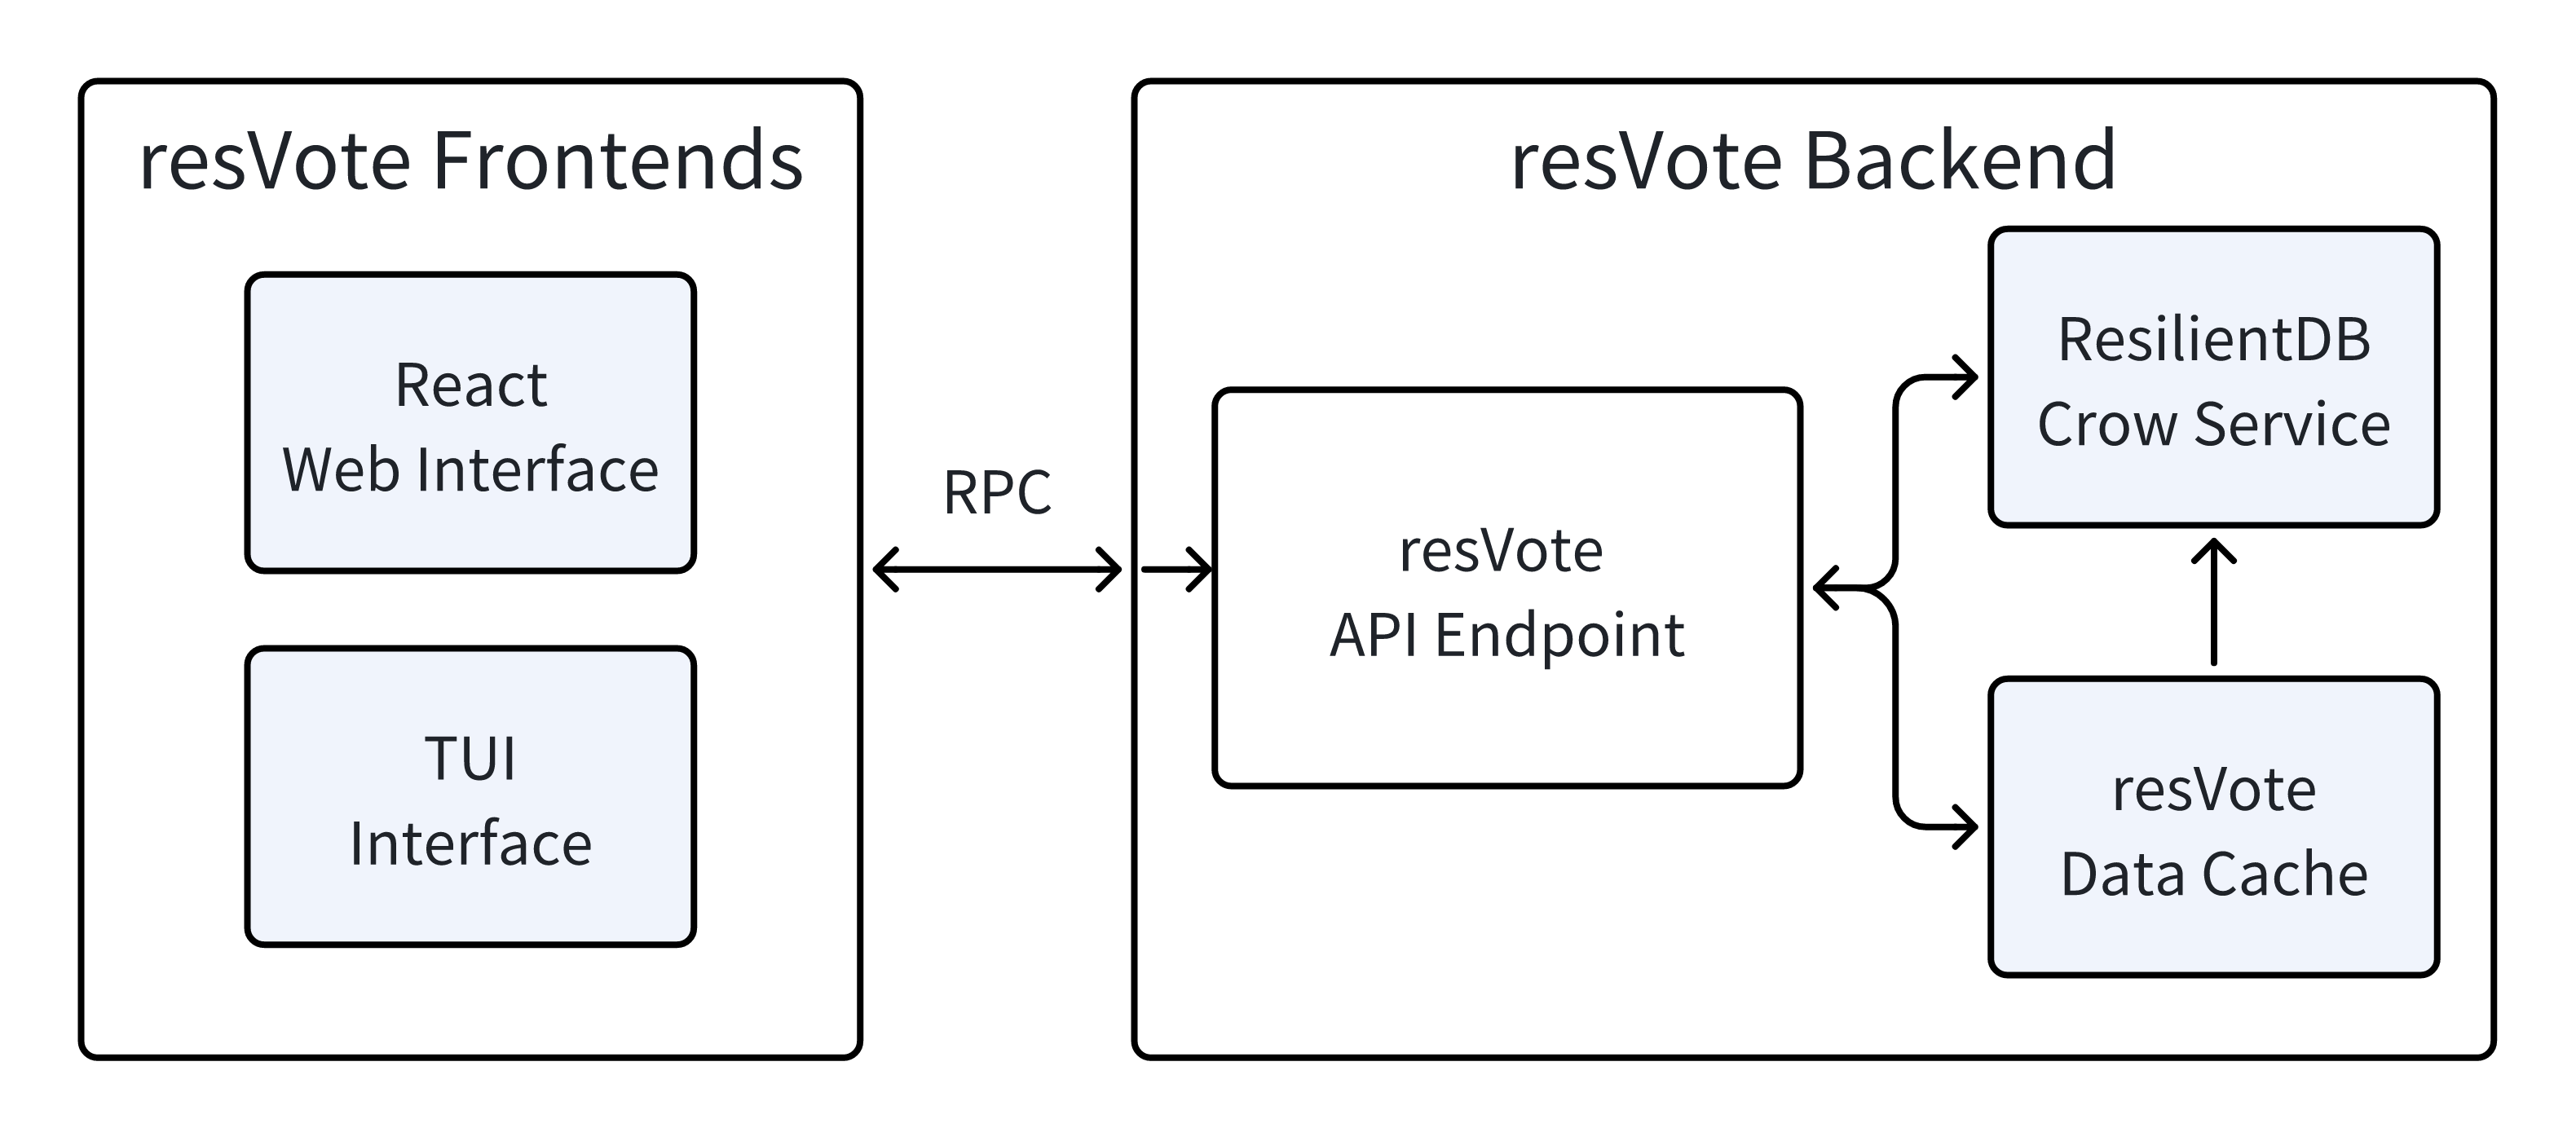 resVote Frontends
React
Web Interface
TUI
Interface
RPC
resVote Backend
resVote
API Endpoint
ResilientDB
Crow Service
resVote
Data Cache